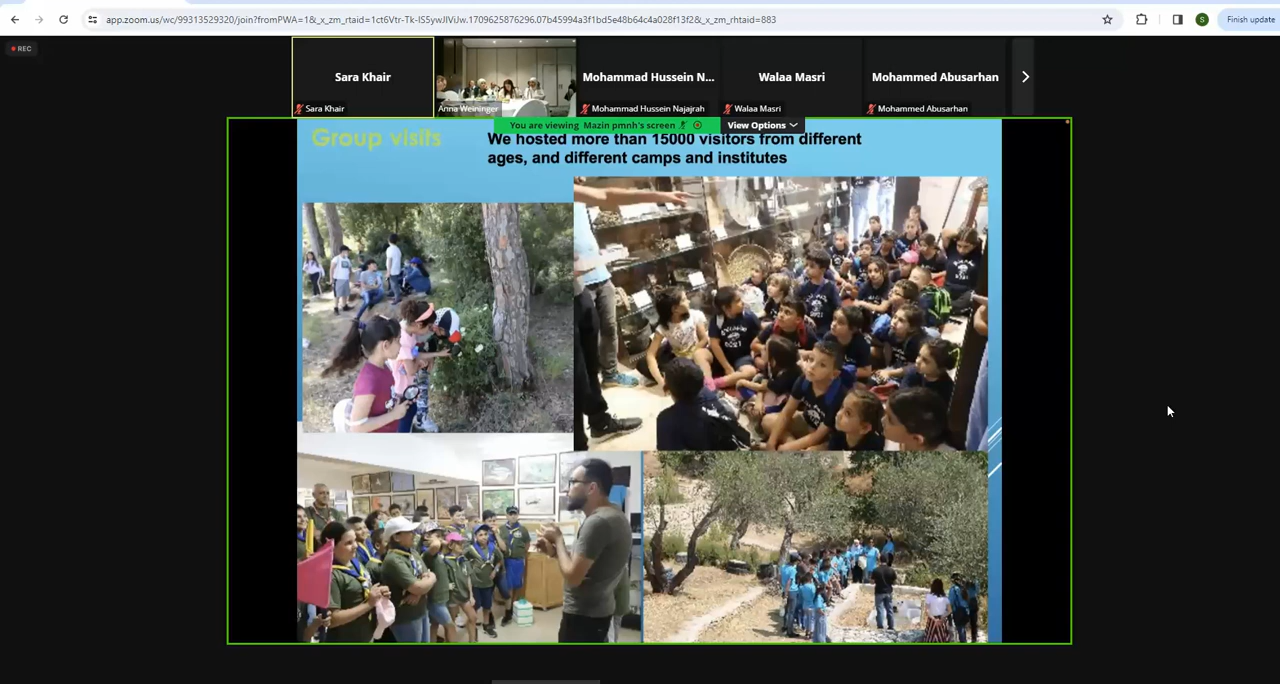 app.zoom.us/wc/99313529320/join?fromPWA=1&_x_zm_rtaid=1ct6Vtr-Tk-IS5ywJIViJw.1709625876296.07b45994a3f1bd5e48b64c4a028f13f2&_x_zm_rhtaid=883
S
Finish update
REC
Sara Khair
Mohammad Hussein N...
Walaa Masri
Mohammed Abusarhan
Sara Khair
Anna Weininger
Mohammad Hussein Najajrah
Walaa Masri
Mohammed Abusarhan
You are viewing Mazin pmnh's screen
View Options
Group visits
We hosted more than 15000 visitors from different
ages, and different camps and institutes